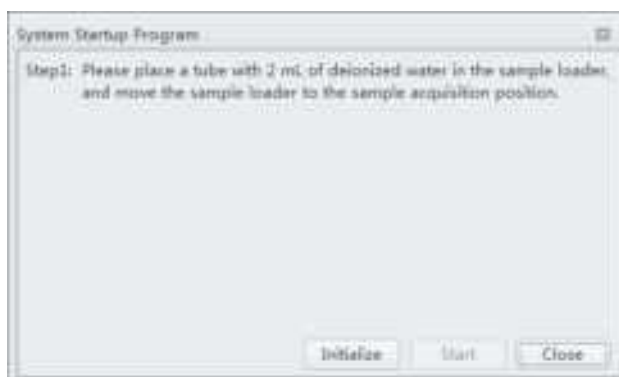 System Startup Program
Step1: Please place a tube with 2 mL of deionized water in the sample loader,
and move the sample loader to the sample acquisition position.
Initialize Start Close